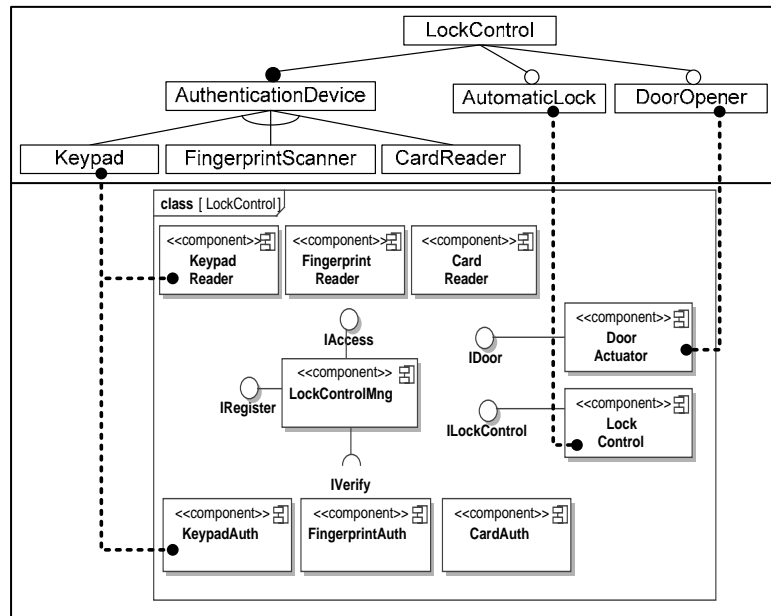 LockControl
AuthenticationDevice
AutomaticLock
DoorOpener
Keypad
FingerprintScanner
CardReader
class [ LockControl]
<<component>>
Keypad
Reader
<<component>>
Fingerprint
Reader
<<component>>
Card
Reader
IAccess
<<component>>
LockControlMng
IRegister
IVerify
IDoor
<<component>>
Door
Actuator
ILockControl
<<component>>
Lock
Control
<<component>>
KeypadAuth
<<component>>
FingerprintAuth
<<component>>
CardAuth